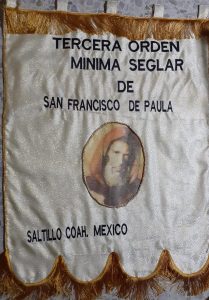 TERCERA ORDEN
MINIMA SEGLAR
DE
SAN FRANCISCO DE PAULA
SALTILLO COAH. MEXICO